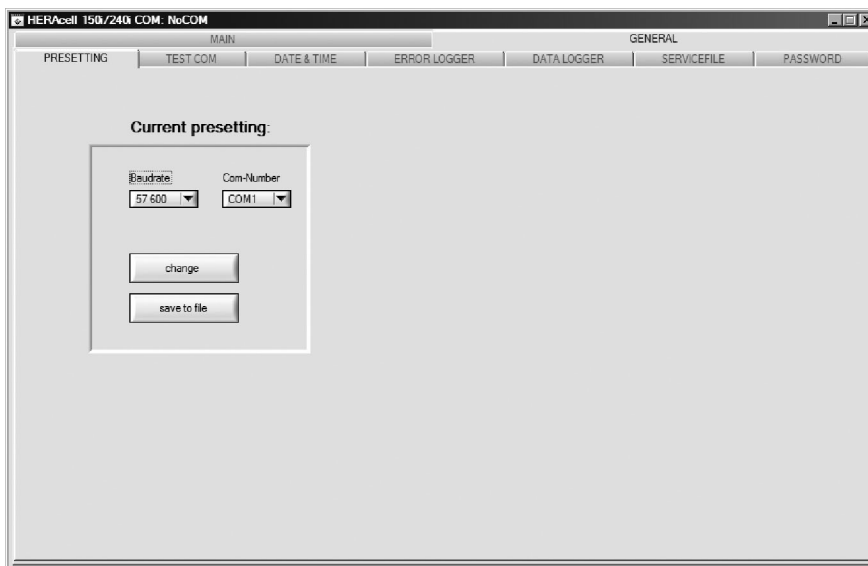 HERAcell 150i/240i COM: NoCOM
MAIN GENERAL
PRESETTING TEST COM DATE & TIME ERROR LOGGER DATA LOGGER SERVICEFILE PASSWORD
Current presetting:
Baudrate Com-Number
57 600 COM1
change
save to file